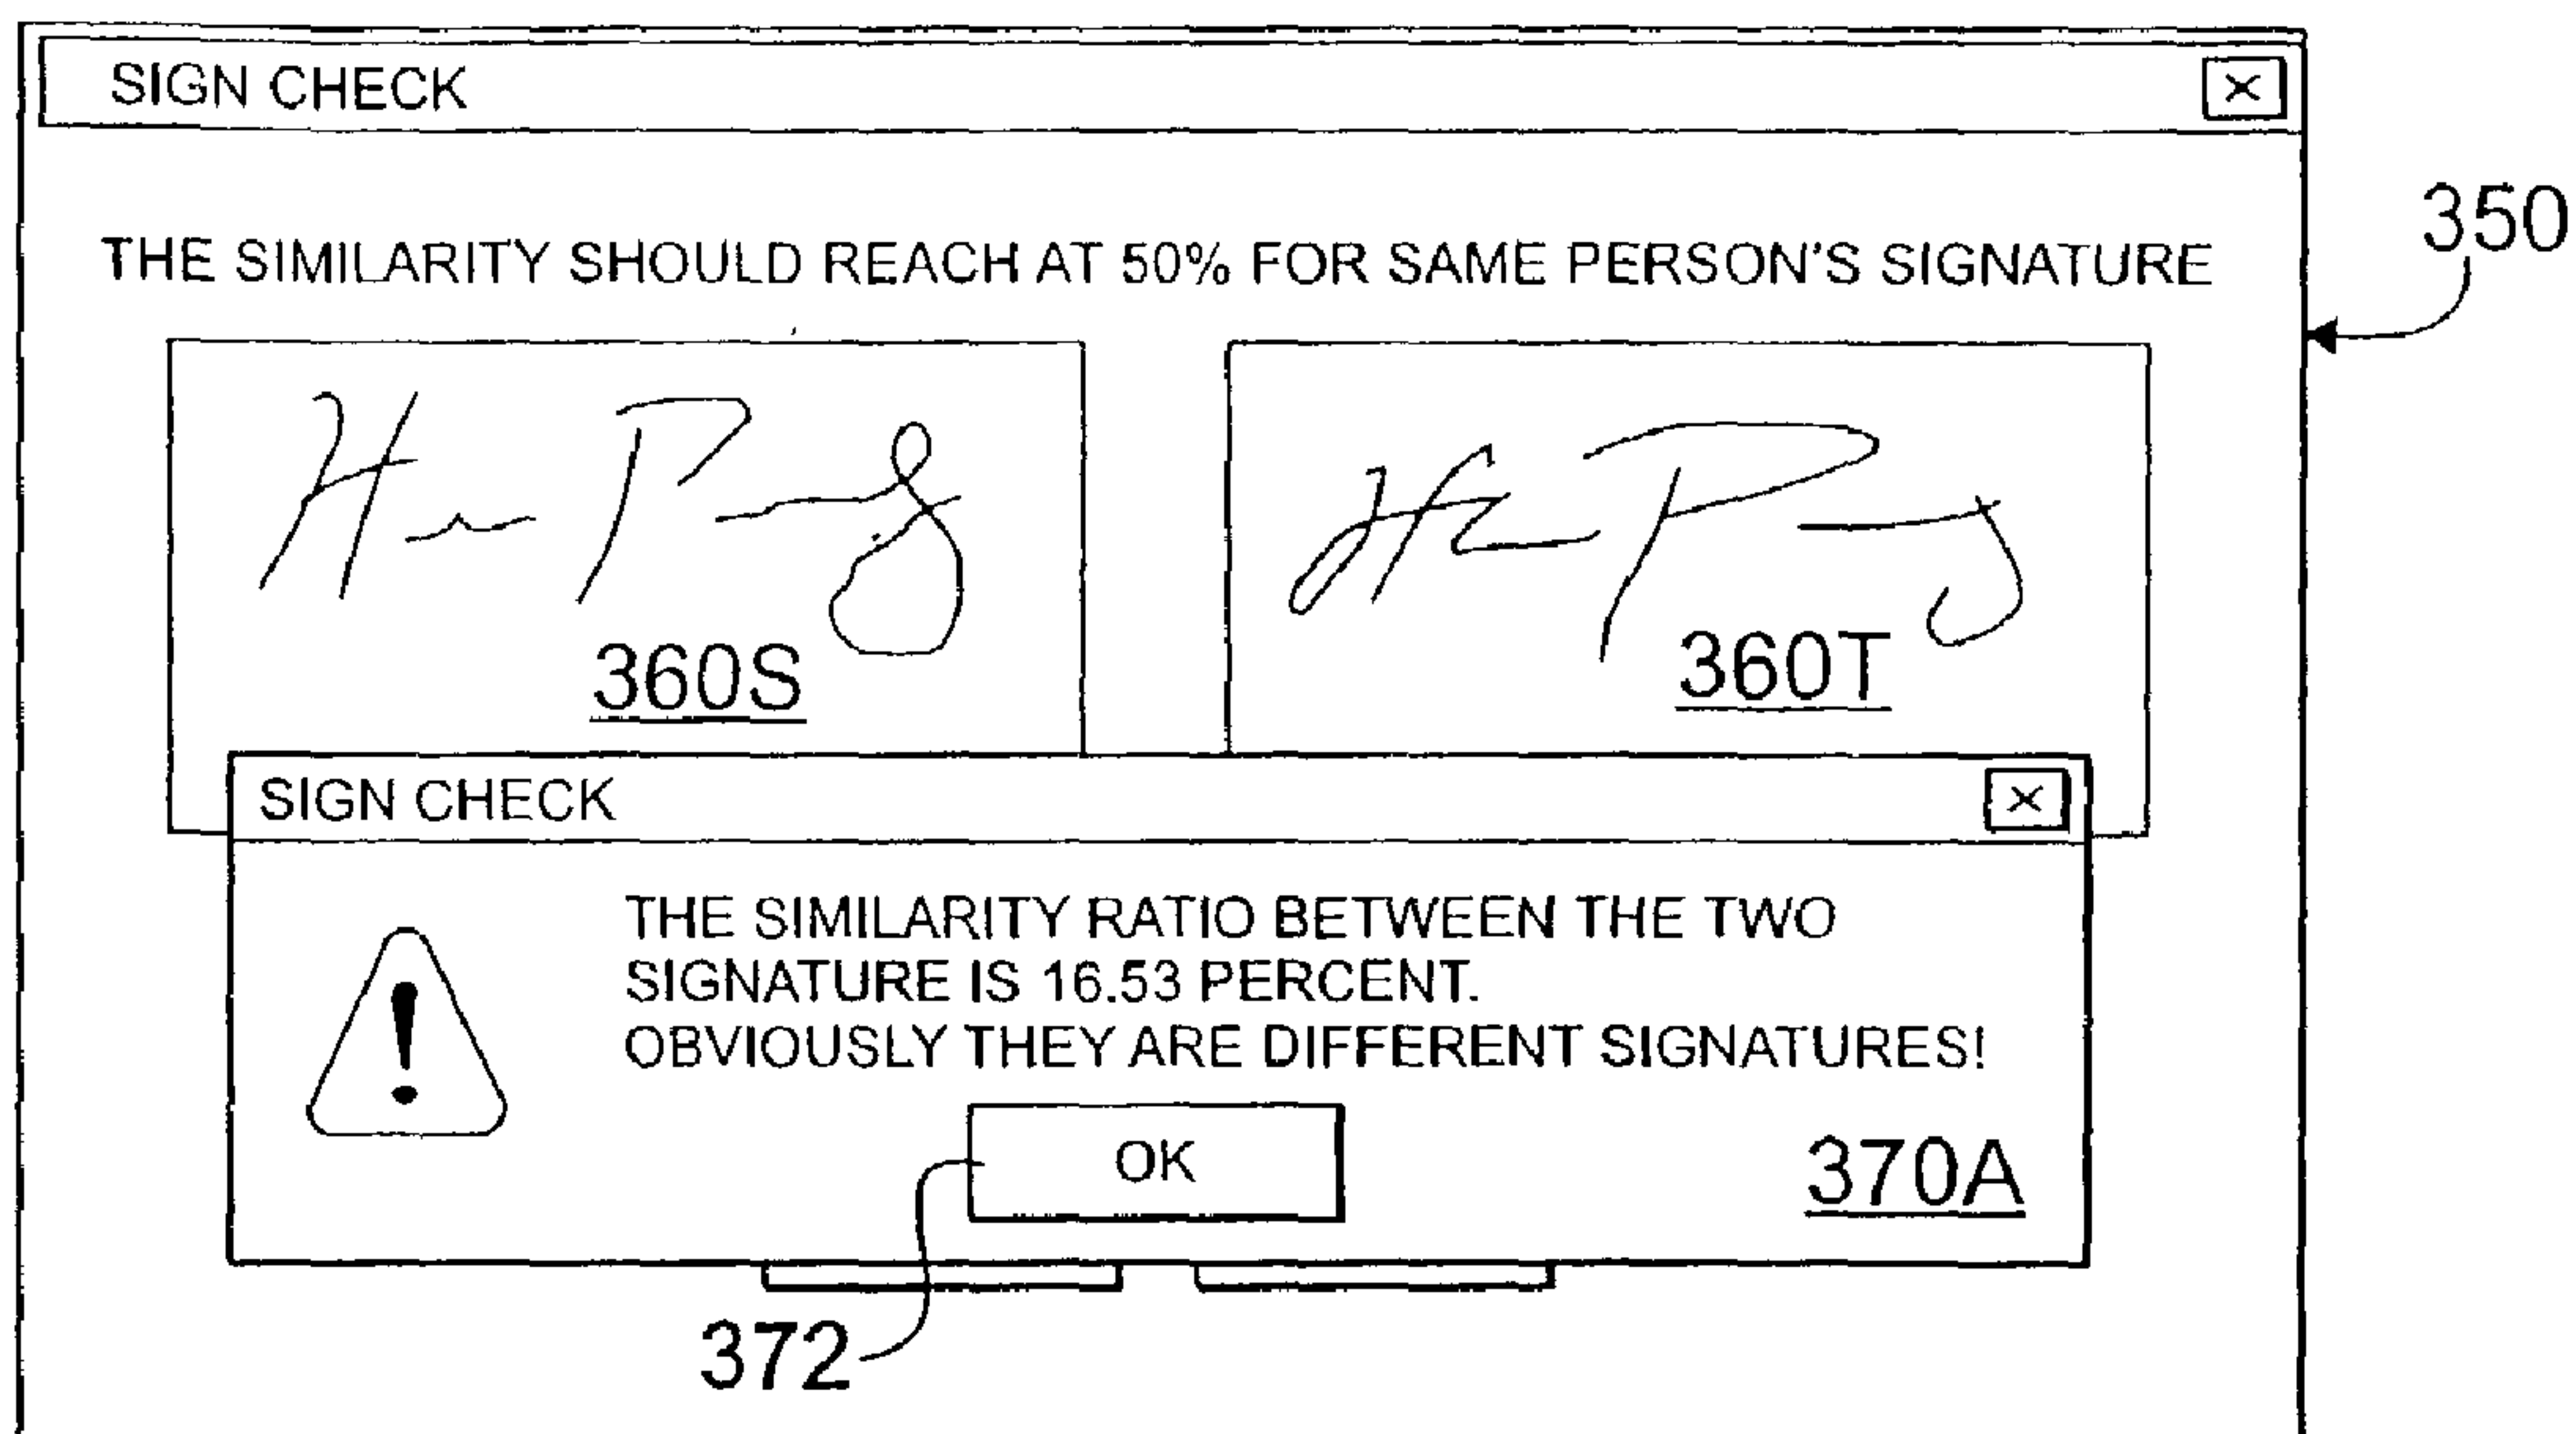 SIGN CHECK
350
THE SIMILARITY SHOULD REACH AT 50% FOR SAME PERSON'S SIGNATURE
360S
360T
SIGN CHECK
THE SIMILARITY RATIO BETWEEN THE TWO
SIGNATURE IS 16.53 PERCENT.
OBVIOUSLY THEY ARE DIFFERENT SIGNATURES!
OK
370A
372